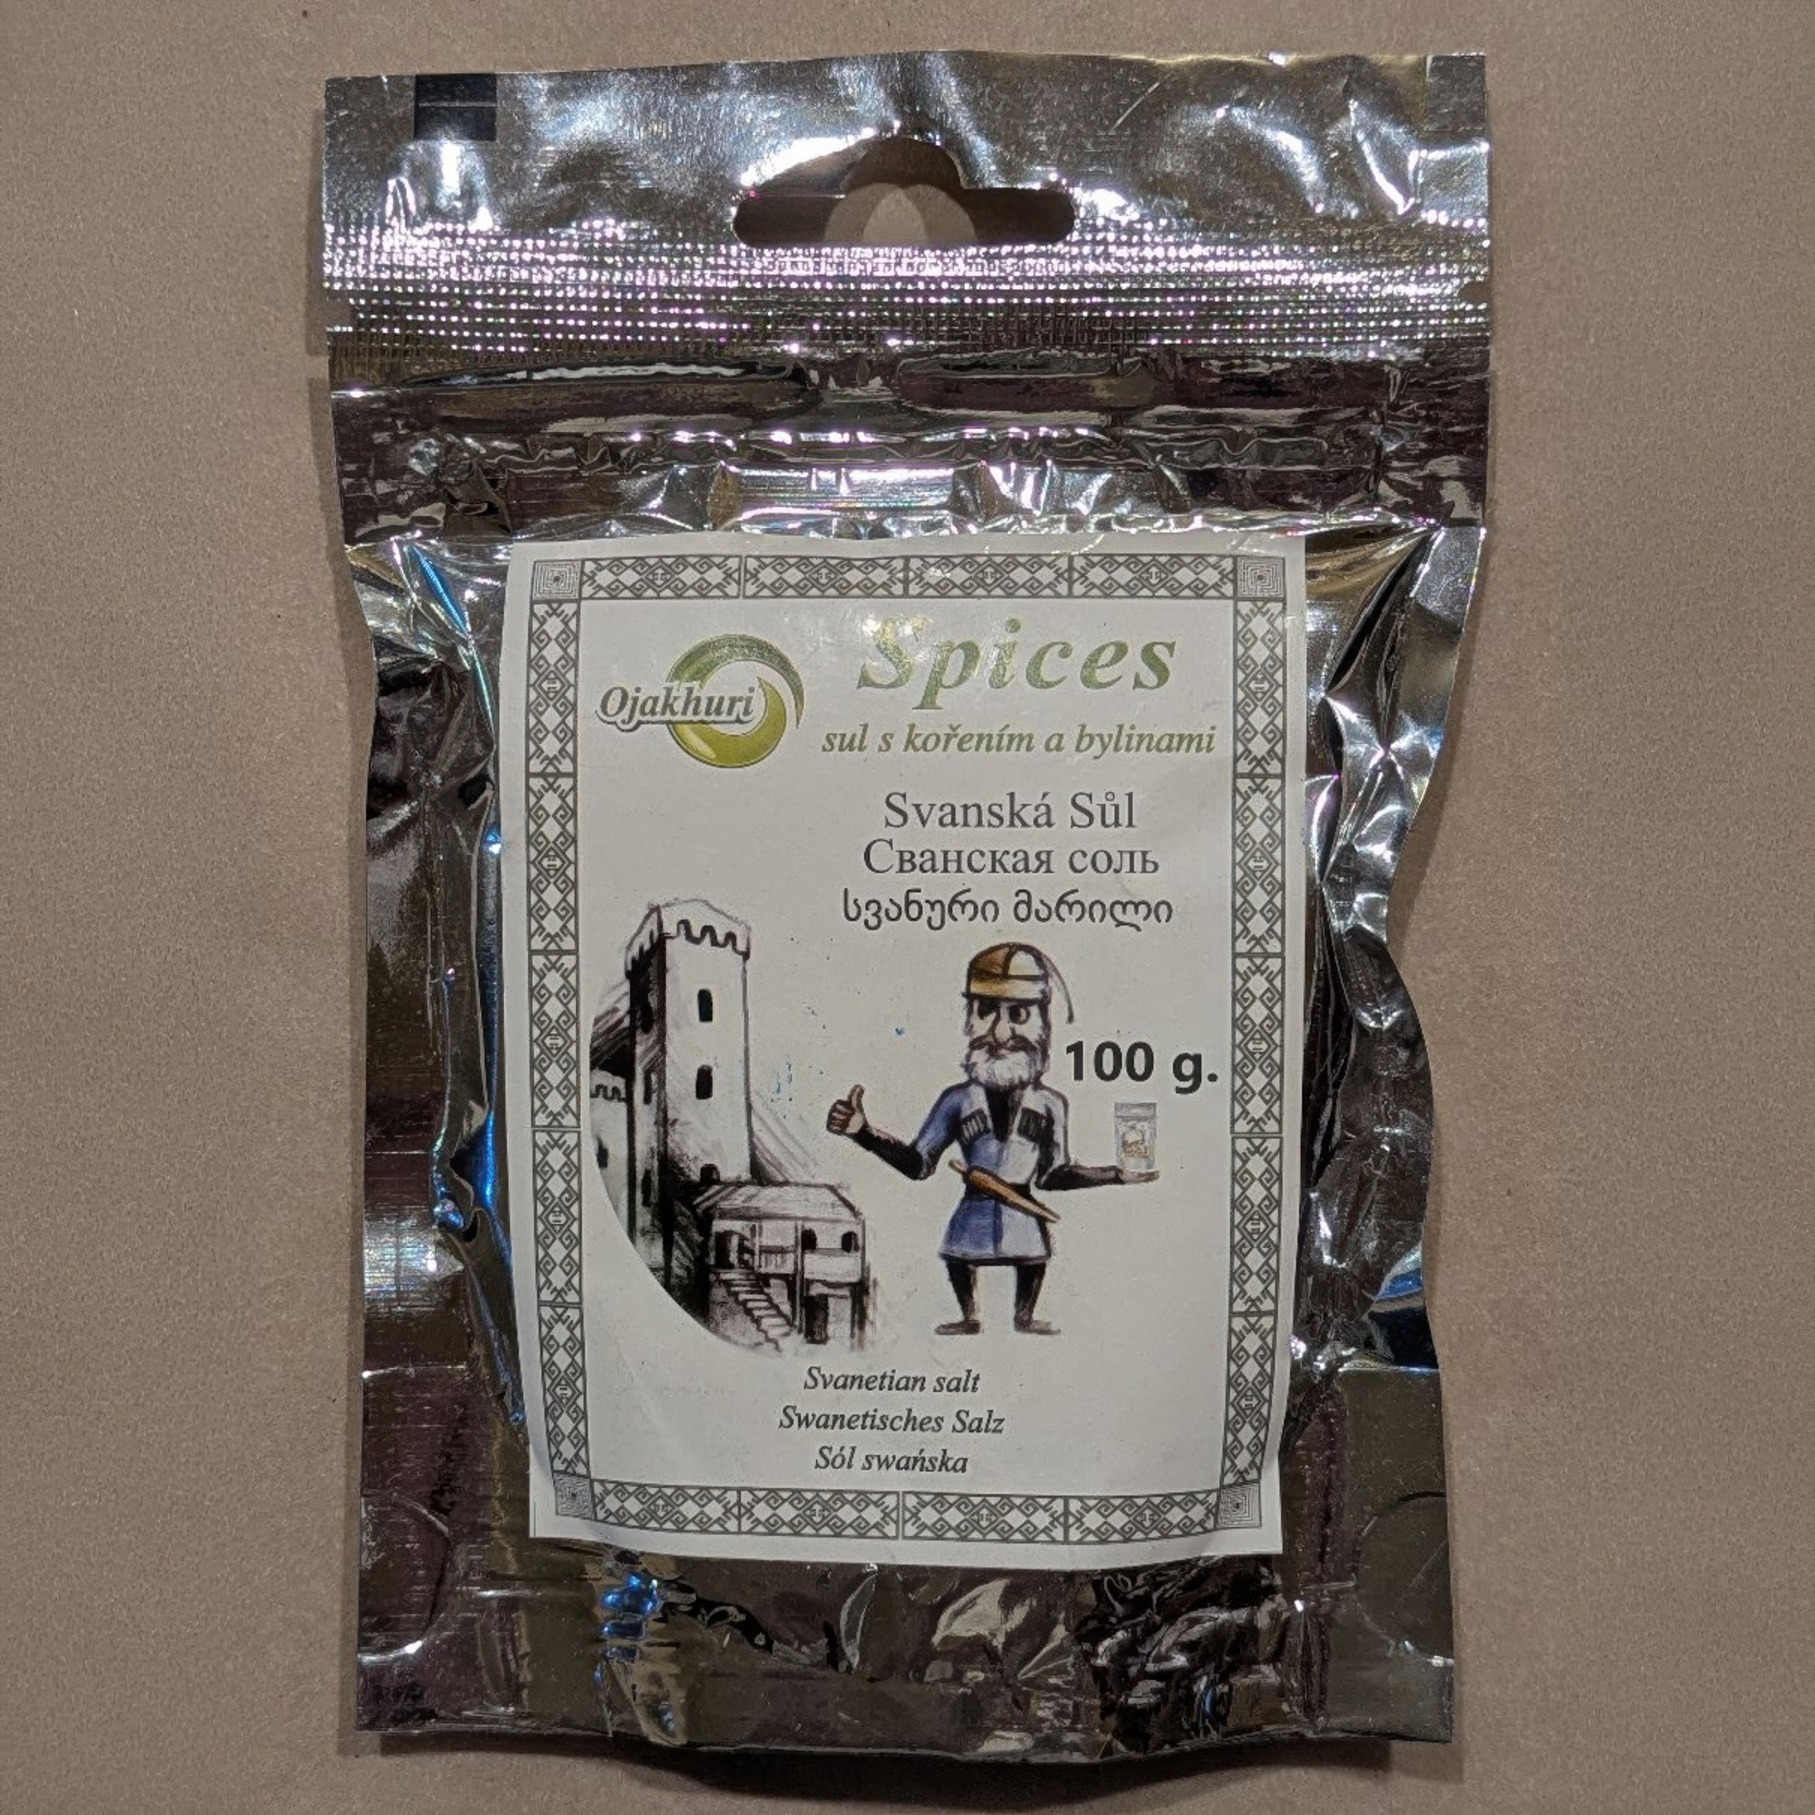 Spices
Ojakhuri
sul s kořením a bylinami
Svanská Sůl
Сванская соль
სვანური მარილი
100 g.
Svanetian salt
Swanetisches Salz
Sól swańska